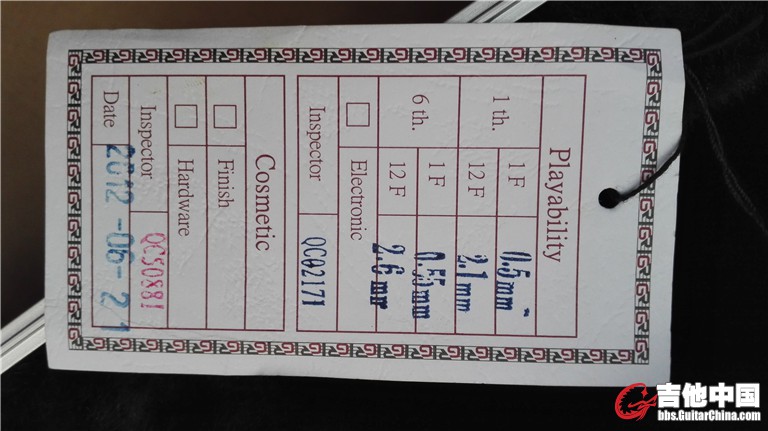 Playability
1 th. 1 F 0.5mm
12 F 2.1mm
6 th. 1 F 0.55mm
12 F 2.6mm
Electronic
Inspector QC02171
Cosmetic
Finish
Hardware
Inspector QC50881
Date 2012-06-21
吉他中国
bbs.GuitarChina.com